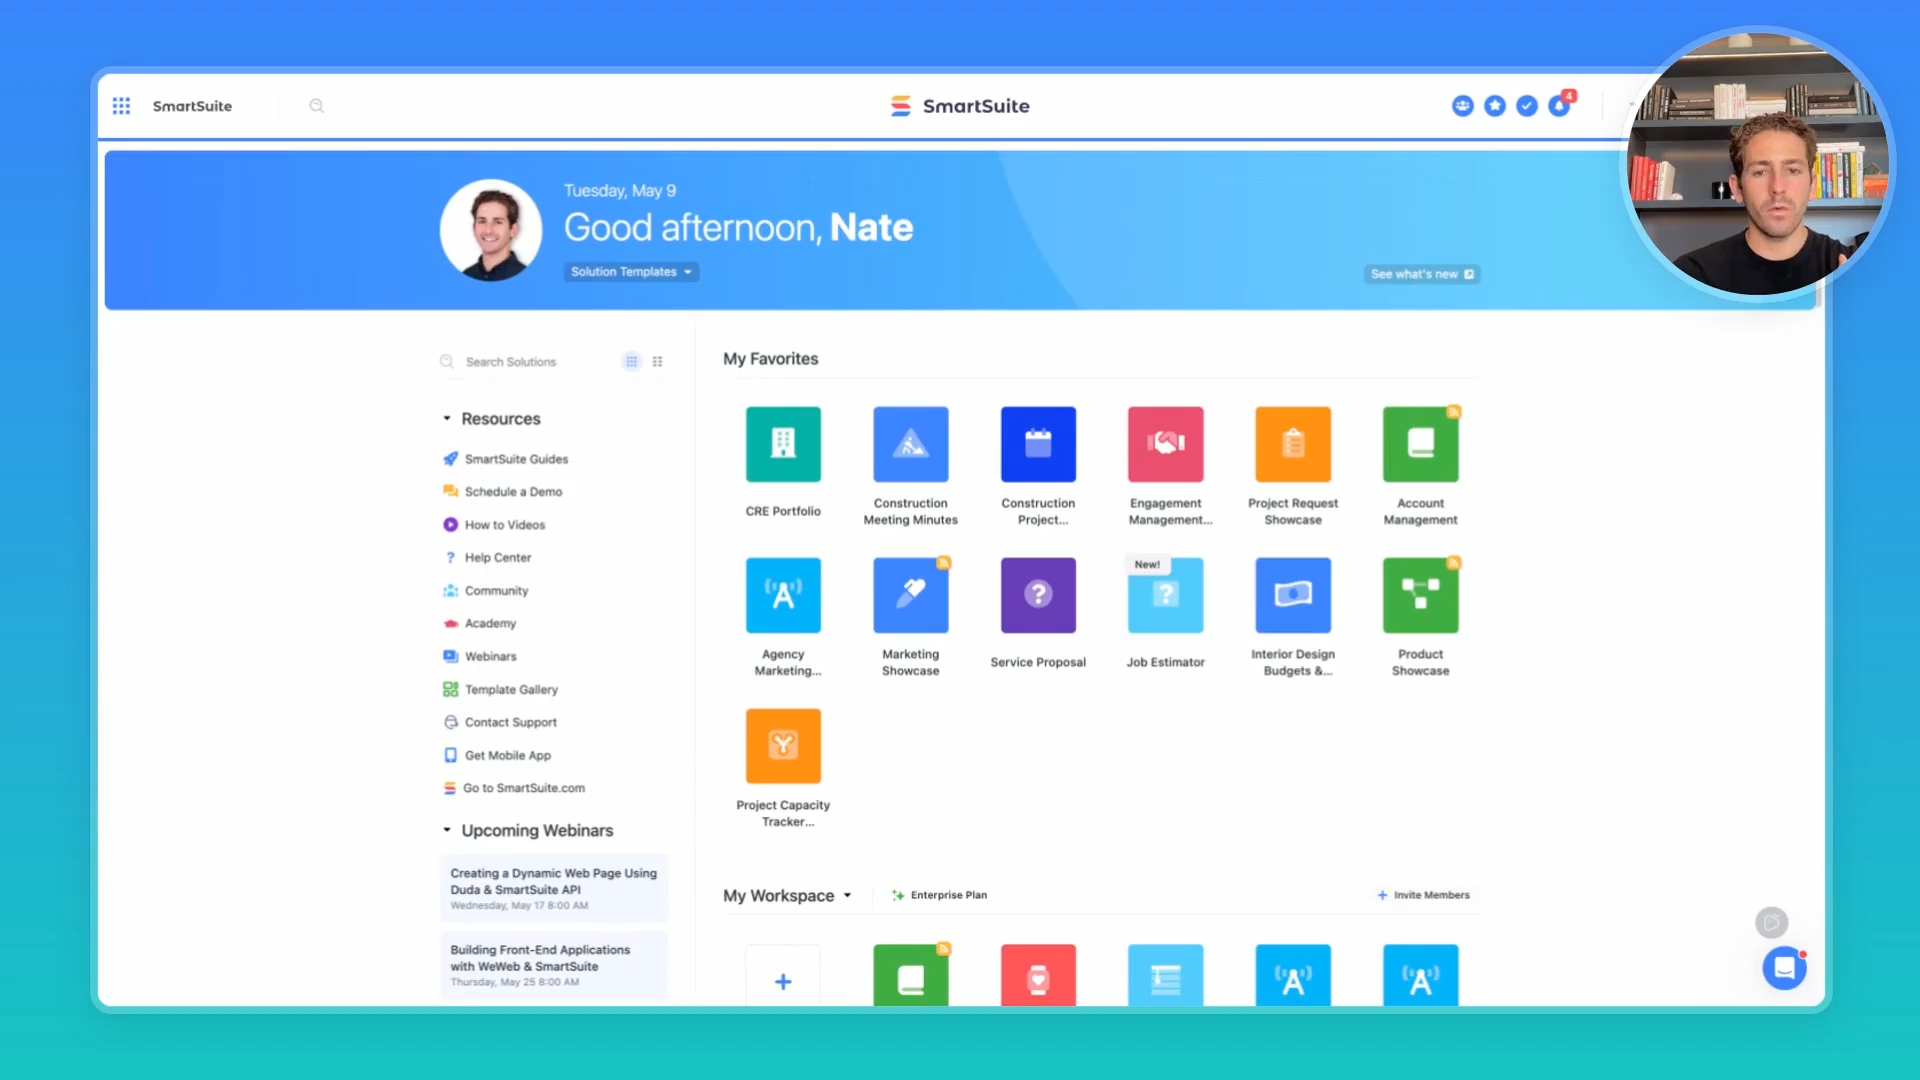 SmartSuite
SmartSuite
4
Tuesday, May 9
Good afternoon, Nate
Solution Templates
See what's new
Search Solutions
Resources
SmartSuite Guides
Schedule a Demo
How to Videos
Help Center
Community
Academy
Webinars
Template Gallery
Contact Support
Get Mobile App
Go to SmartSuite.com
Upcoming Webinars
Creating a Dynamic Web Page Using
Duda & SmartSuite API
Wednesday, May 17 8:00 AM
Building Front-End Applications
with WeWeb & SmartSuite
Thursday, May 25 8:00 AM
My Favorites
CRE Portfolio
Construction
Meeting Minutes
Construction
Project...
Engagement
Management...
Project Request
Showcase
Account
Management
Agency
Marketing...
Marketing
Showcase
Service Proposal
New!
Job Estimator
Interior Design
Budgets &...
Product
Showcase
Project Capacity
Tracker...
My Workspace
Enterprise Plan
+ Invite Members